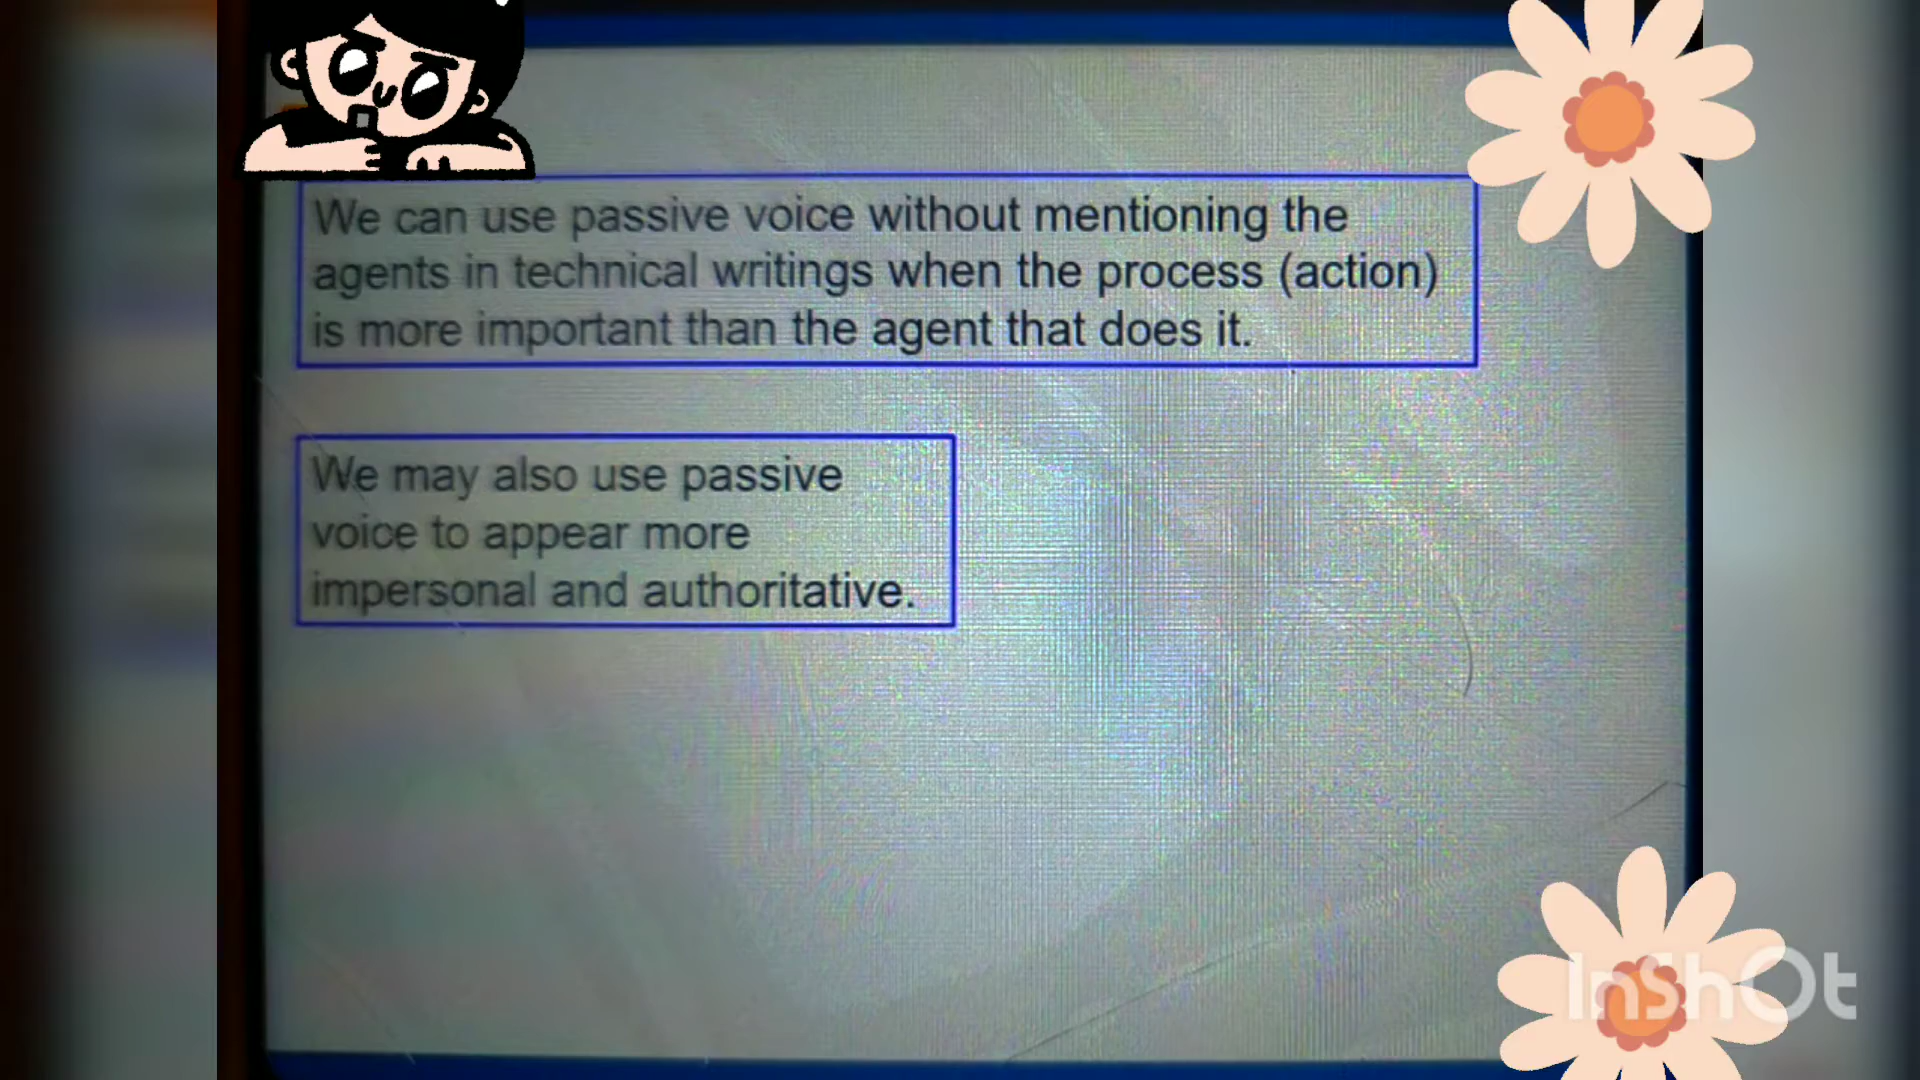 We can use passive voice without mentioning the
agents in technical writings when the process (action)
is more important than the agent that does it.
We may also use passive
voice to appear more
impersonal and authoritative.
InShOt